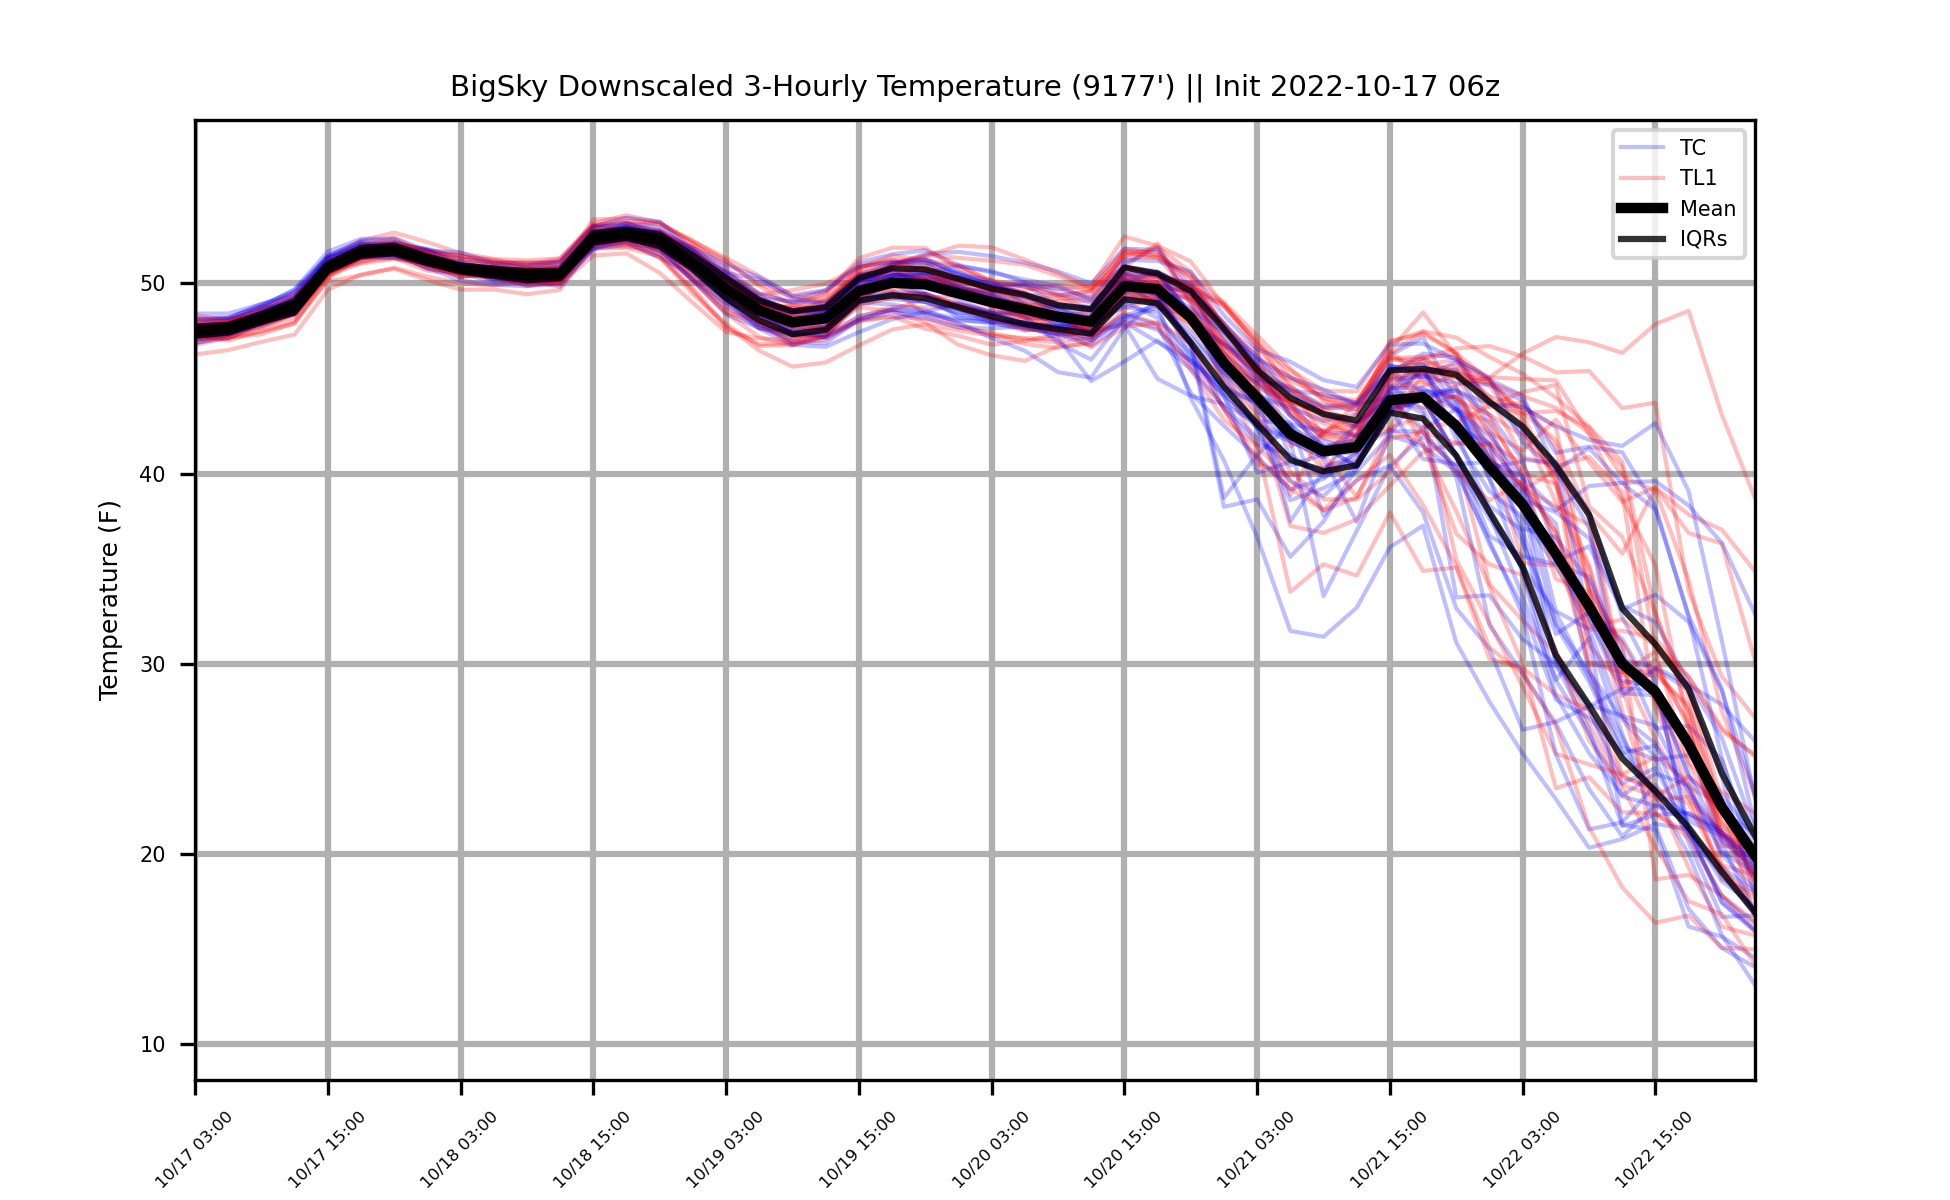 BigSky Downscaled 3-Hourly Temperature (9177') || Init 2022-10-17 06z
TC
TL1
Mean
IQRs
Temperature (F)
50
40
30
20
10
10/17 03:00
10/17 15:00
10/18 03:00
10/18 15:00
10/19 03:00
10/19 15:00
10/20 03:00
10/20 15:00
10/21 03:00
10/21 15:00
10/22 03:00
10/22 15:00